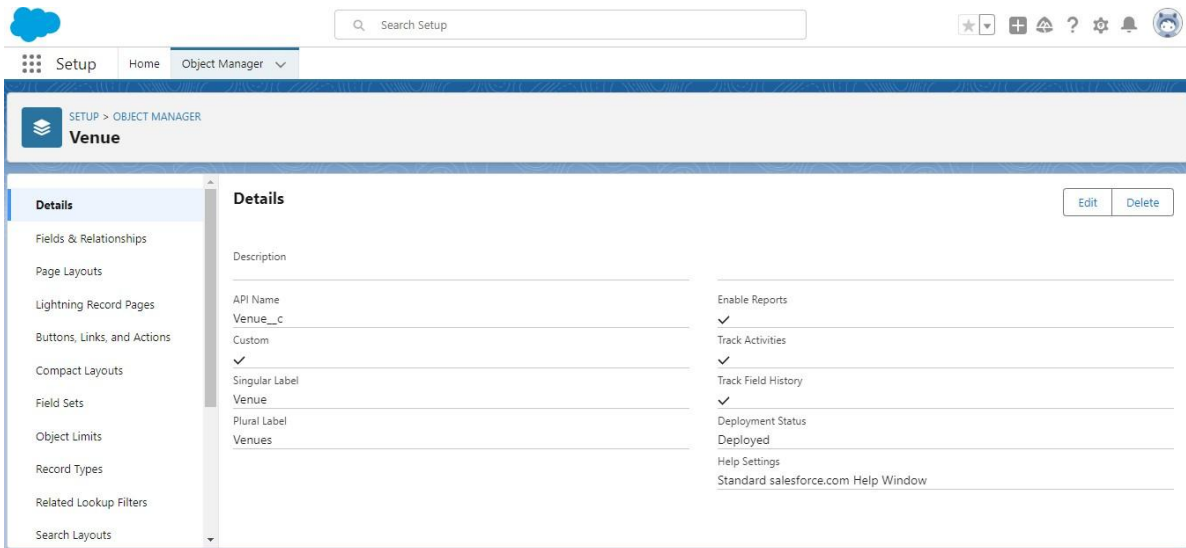 Search Setup
Setup
Home
Object Manager
SETUP > OBJECT MANAGER
Venue
Details
Fields & Relationships
Page Layouts
Lightning Record Pages
Buttons, Links, and Actions
Compact Layouts
Field Sets
Object Limits
Record Types
Related Lookup Filters
Search Layouts
Details
Edit
Delete
Description
API Name
Venue__c
Custom
Singular Label
Venue
Plural Label
Venues
Enable Reports
Track Activities
Track Field History
Deployment Status
Deployed
Help Settings
Standard salesforce.com Help Window